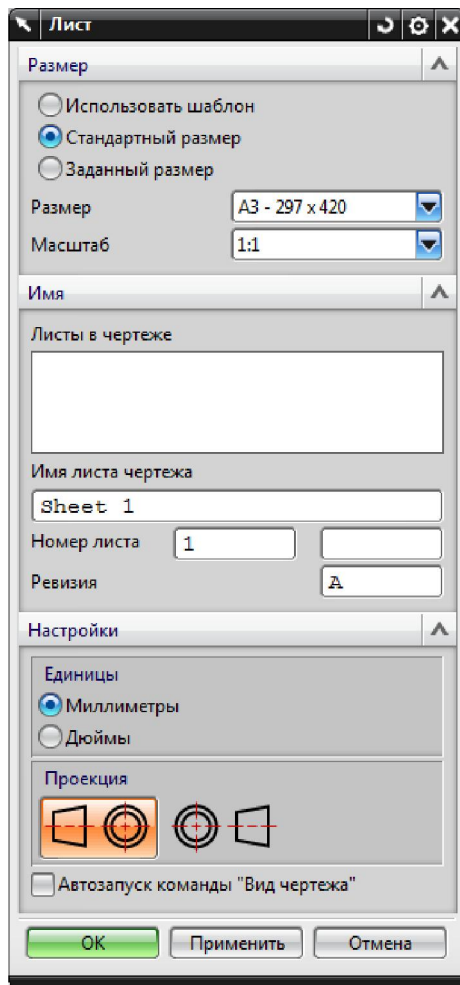 Лист
Размер
Использовать шаблон
Стандартный размер
Заданный размер
Размер A3 - 297 x 420
Масштаб 1:1
Имя
Листы в чертеже
Имя листа чертежа
Sheet 1
Номер листа 1
Ревизия A
Настройки
Единицы
Миллиметры
Дюймы
Проекция
Автозапуск команды "Вид чертежа"
OK Применить Отмена